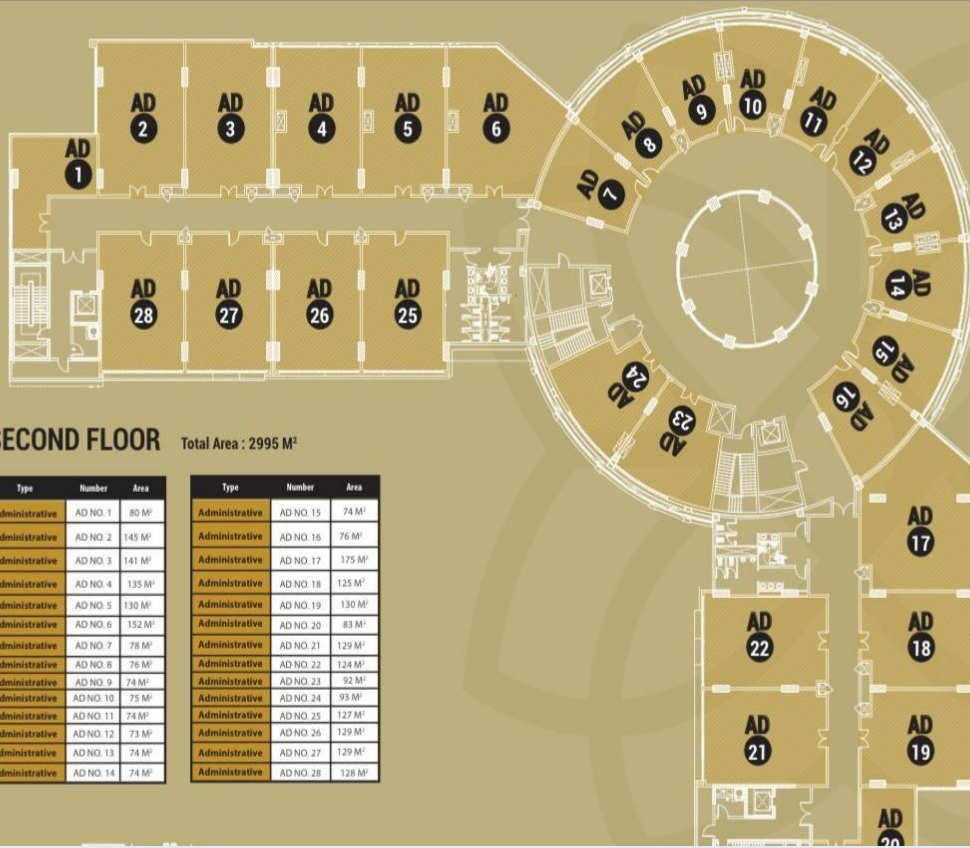 AD
1
AD
2
AD
3
AD
4
AD
5
AD
6
AD
7
AD
8
AD
9
AD
10
AD
11
AD
12
AD
13
AD
14
AD
15
AD
16
AD
17
AD
18
AD
19
AD
20
AD
21
AD
22
AD
23
AD
24
AD
25
AD
26
AD
27
AD
28
SECOND FLOOR Total Area : 2995 M²
Type Number Area
dministrative AD NO. 1 80 M²
dministrative AD NO. 2 145 M²
dministrative AD NO. 3 141 M²
dministrative AD NO. 4 135 M²
dministrative AD NO. 5 130 M²
dministrative AD NO. 6 152 M²
dministrative AD NO. 7 78 M²
dministrative AD NO. 8 76 M²
dministrative AD NO. 9 74 M²
dministrative AD NO. 10 75 M²
dministrative AD NO. 11 74 M²
dministrative AD NO. 12 73 M²
dministrative AD NO. 13 74 M²
dministrative AD NO. 14 74 M²
Type Number Area
Administrative AD NO. 15 74 M²
Administrative AD NO. 16 76 M²
Administrative AD NO. 17 175 M²
Administrative AD NO. 18 125 M²
Administrative AD NO. 19 130 M²
Administrative AD NO. 20 83 M²
Administrative AD NO. 21 129 M²
Administrative AD NO. 22 124 M²
Administrative AD NO. 23 92 M²
Administrative AD NO. 24 93 M²
Administrative AD NO. 25 127 M²
Administrative AD NO. 26 129 M²
Administrative AD NO. 27 129 M²
Administrative AD NO. 28 128 M²